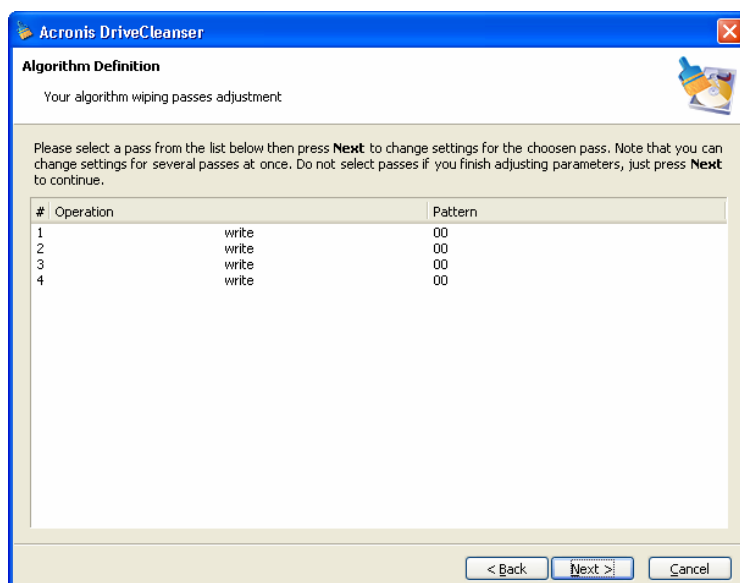 Acronis DriveCleanser
Algorithm Definition
Your algorithm wiping passes adjustment
Please select a pass from the list below then press Next to change settings for the choosen pass. Note that you can
change settings for several passes at once. Do not select passes if you finish adjusting parameters, just press Next
to continue.
# Operation Pattern
1 write 00
2 write 00
3 write 00
4 write 00
< Back Next > Cancel